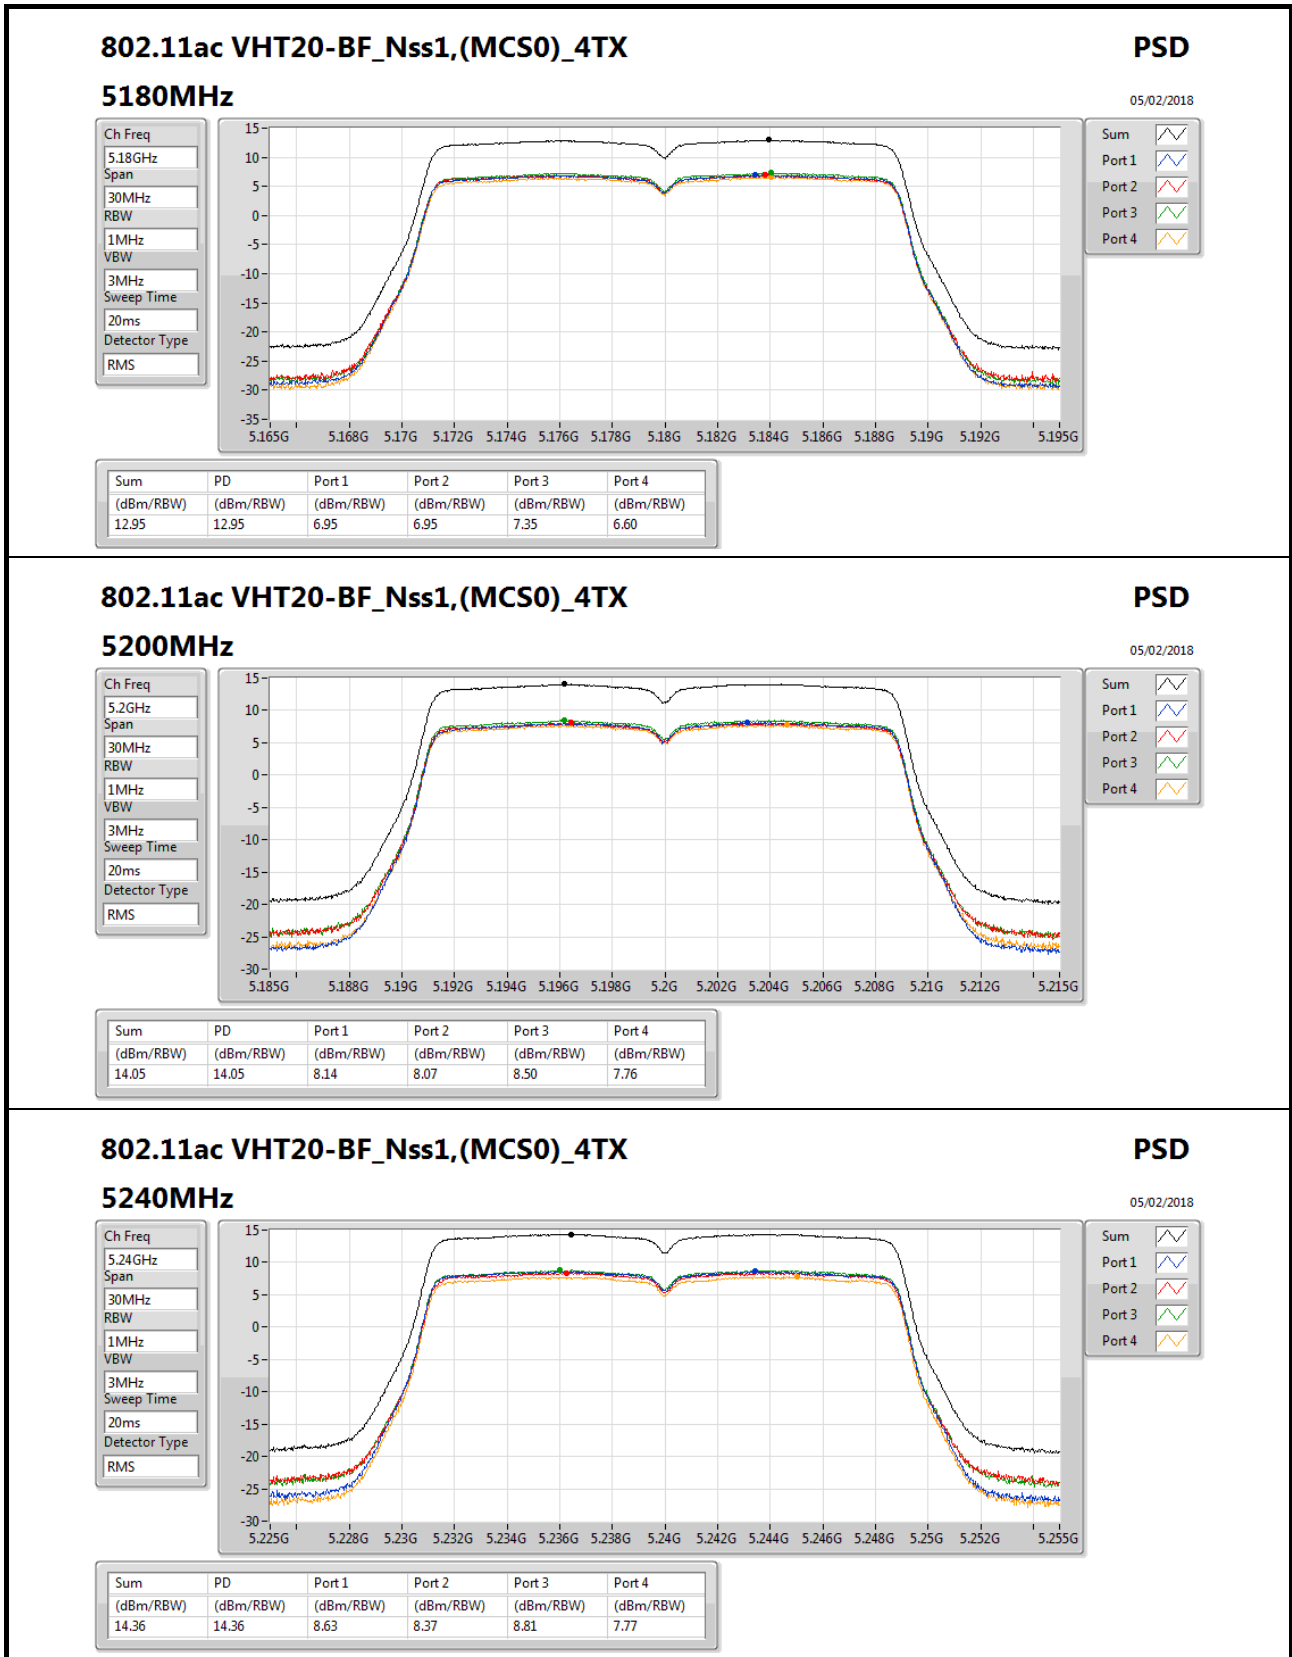 802.11ac VHT20-BF_Nss1,(MCS0)_4TX PSD
5180MHz 05/02/2018
Ch Freq
5.18GHz
Span
30MHz
RBW
1MHz
VBW
3MHz
Sweep Time
20ms
Detector Type
RMS
15
10
5
0
-5
-10
-15
-20
-25
-30
-35
5.165G 5.168G 5.17G 5.172G 5.174G 5.176G 5.178G 5.18G 5.182G 5.184G 5.186G 5.188G 5.19G 5.192G 5.195G
Sum
Port 1
Port 2
Port 3
Port 4
Sum PD Port 1 Port 2 Port 3 Port 4
(dBm/RBW) (dBm/RBW) (dBm/RBW) (dBm/RBW) (dBm/RBW) (dBm/RBW)
12.95 12.95 6.95 6.95 7.35 6.60
802.11ac VHT20-BF_Nss1,(MCS0)_4TX PSD
5200MHz 05/02/2018
Ch Freq
5.2GHz
Span
30MHz
RBW
1MHz
VBW
3MHz
Sweep Time
20ms
Detector Type
RMS
15
10
5
0
-5
-10
-15
-20
-25
-30
5.185G 5.188G 5.19G 5.192G 5.194G 5.196G 5.198G 5.2G 5.202G 5.204G 5.206G 5.208G 5.21G 5.212G 5.215G
Sum
Port 1
Port 2
Port 3
Port 4
Sum PD Port 1 Port 2 Port 3 Port 4
(dBm/RBW) (dBm/RBW) (dBm/RBW) (dBm/RBW) (dBm/RBW) (dBm/RBW)
14.05 14.05 8.14 8.07 8.50 7.76
802.11ac VHT20-BF_Nss1,(MCS0)_4TX PSD
5240MHz 05/02/2018
Ch Freq
5.24GHz
Span
30MHz
RBW
1MHz
VBW
3MHz
Sweep Time
20ms
Detector Type
RMS
15
10
5
0
-5
-10
-15
-20
-25
-30
5.225G 5.228G 5.23G 5.232G 5.234G 5.236G 5.238G 5.24G 5.242G 5.244G 5.246G 5.248G 5.25G 5.252G 5.255G
Sum
Port 1
Port 2
Port 3
Port 4
Sum PD Port 1 Port 2 Port 3 Port 4
(dBm/RBW) (dBm/RBW) (dBm/RBW) (dBm/RBW) (dBm/RBW) (dBm/RBW)
14.36 14.36 8.63 8.37 8.81 7.77